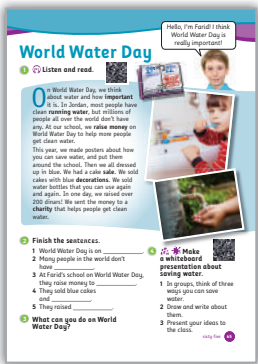 Hello, I'm Farid! I think
World Water Day is
really important!
World Water Day
1 Listen and read.
On World Water Day, we think
about water and how important
it is. In Jordan, most people have
clean running water, but millions of
people all over the world don't have
any. At our school, we raise money on
World Water Day to help more people
get clean water.
This year, we made posters about how
you can save water, and put them
around the school. Then we all dressed
up in blue. We had a cake sale. We sold
cakes with blue decorations. We sold
water bottles that you can use again
and again. In one day, we raised over
200 dinars! We sent the money to a
charity that helps people get clean
water.
2 Finish the sentences.
1 World Water Day is on ____________.
2 Many people in the world don't
have ____________.
3 At Farid's school on World Water Day,
they raise money to ____________.
4 They sold blue cakes
and ____________.
5 They raised ____________.
3 What can you do on World
Water Day?
4 Make
a whiteboard
presentation about
saving water.
1 In groups, think of three
ways you can save
water.
2 Draw and write about
them.
3 Present your ideas to
the class.
sixty-five 65